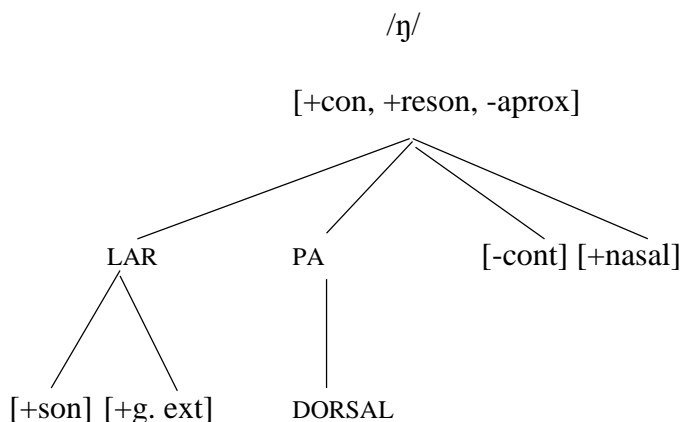 /ŋ/
[+con, +reson, -aprox]
LAR PA [-cont] [+nasal]
[+son] [+g. ext] DORSAL